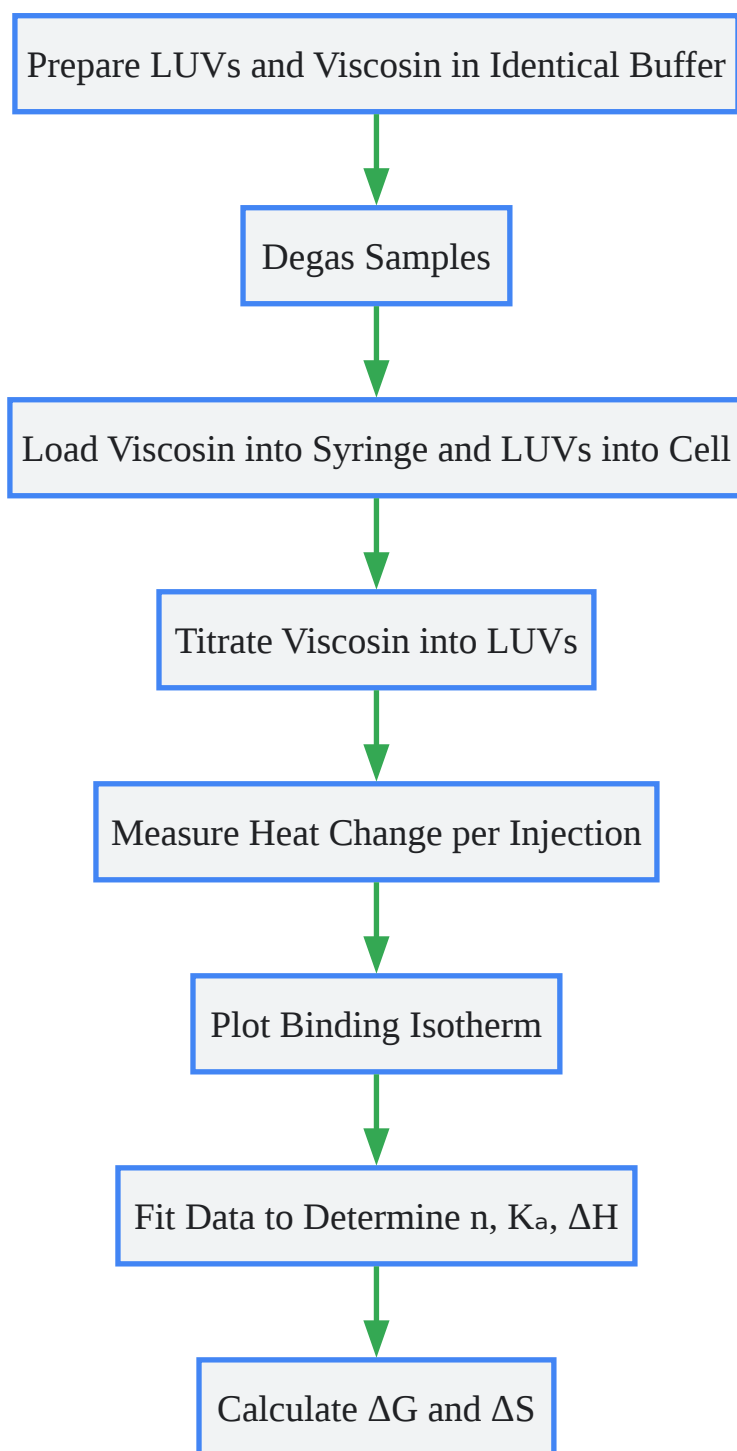 Prepare LUVs and Viscosin in Identical Buffer
Degas Samples
Load Viscosin into Syringe and LUVs into Cell
Titrate Viscosin into LUVs
Measure Heat Change per Injection
Plot Binding Isotherm
Fit Data to Determine n, Kₐ, ΔH
Calculate ΔG and ΔS